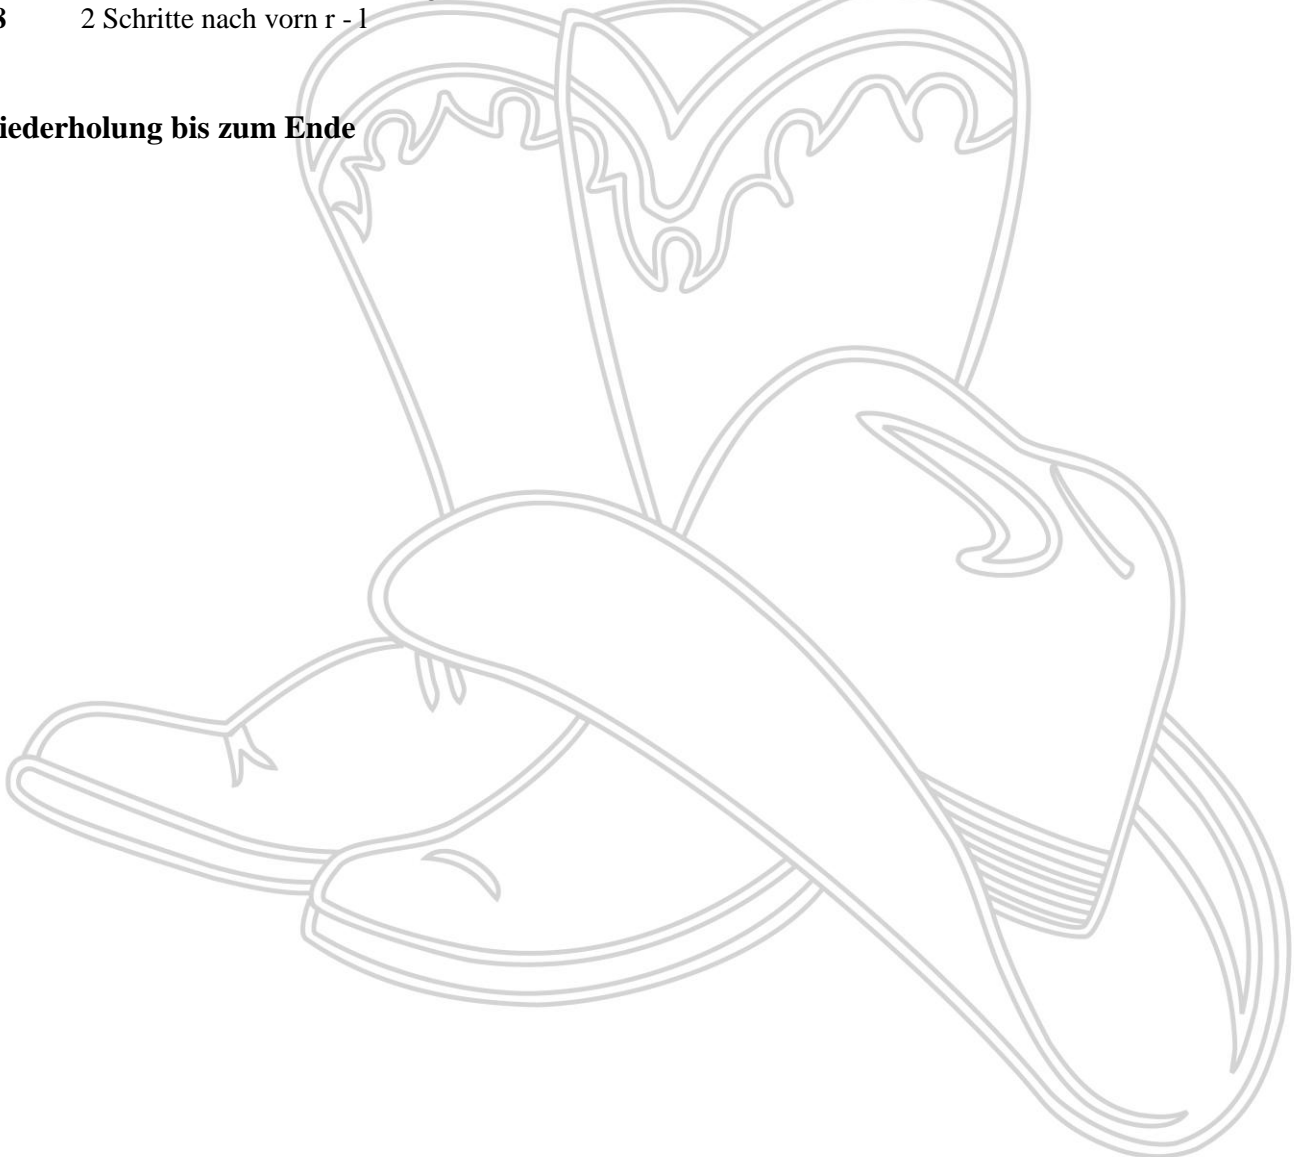 2 Schritte nach vorn r - l
iederholung bis zum Ende